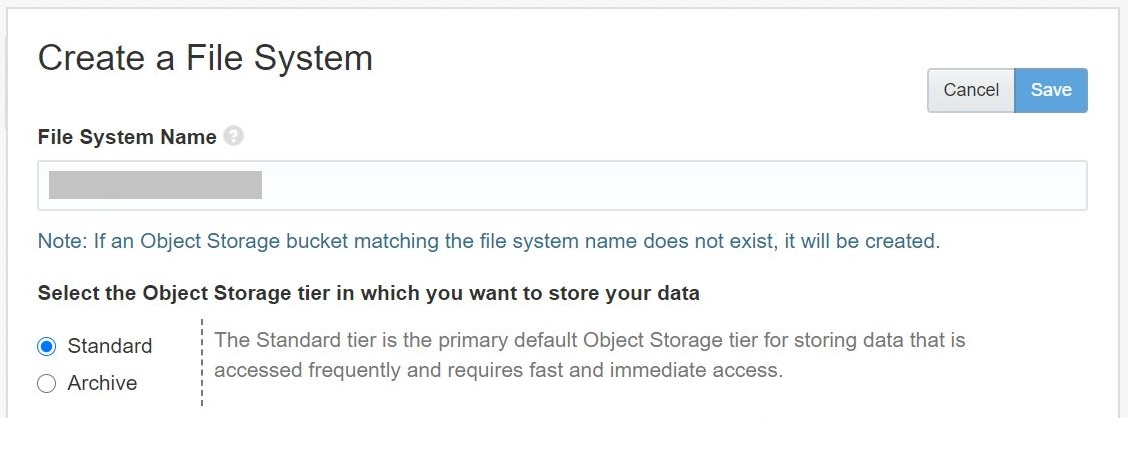 Create a File System
Cancel
Save
File System Name ?
Note: If an Object Storage bucket matching the file system name does not exist, it will be created.
Select the Object Storage tier in which you want to store your data
Standard
Archive
The Standard tier is the primary default Object Storage tier for storing data that is
accessed frequently and requires fast and immediate access.